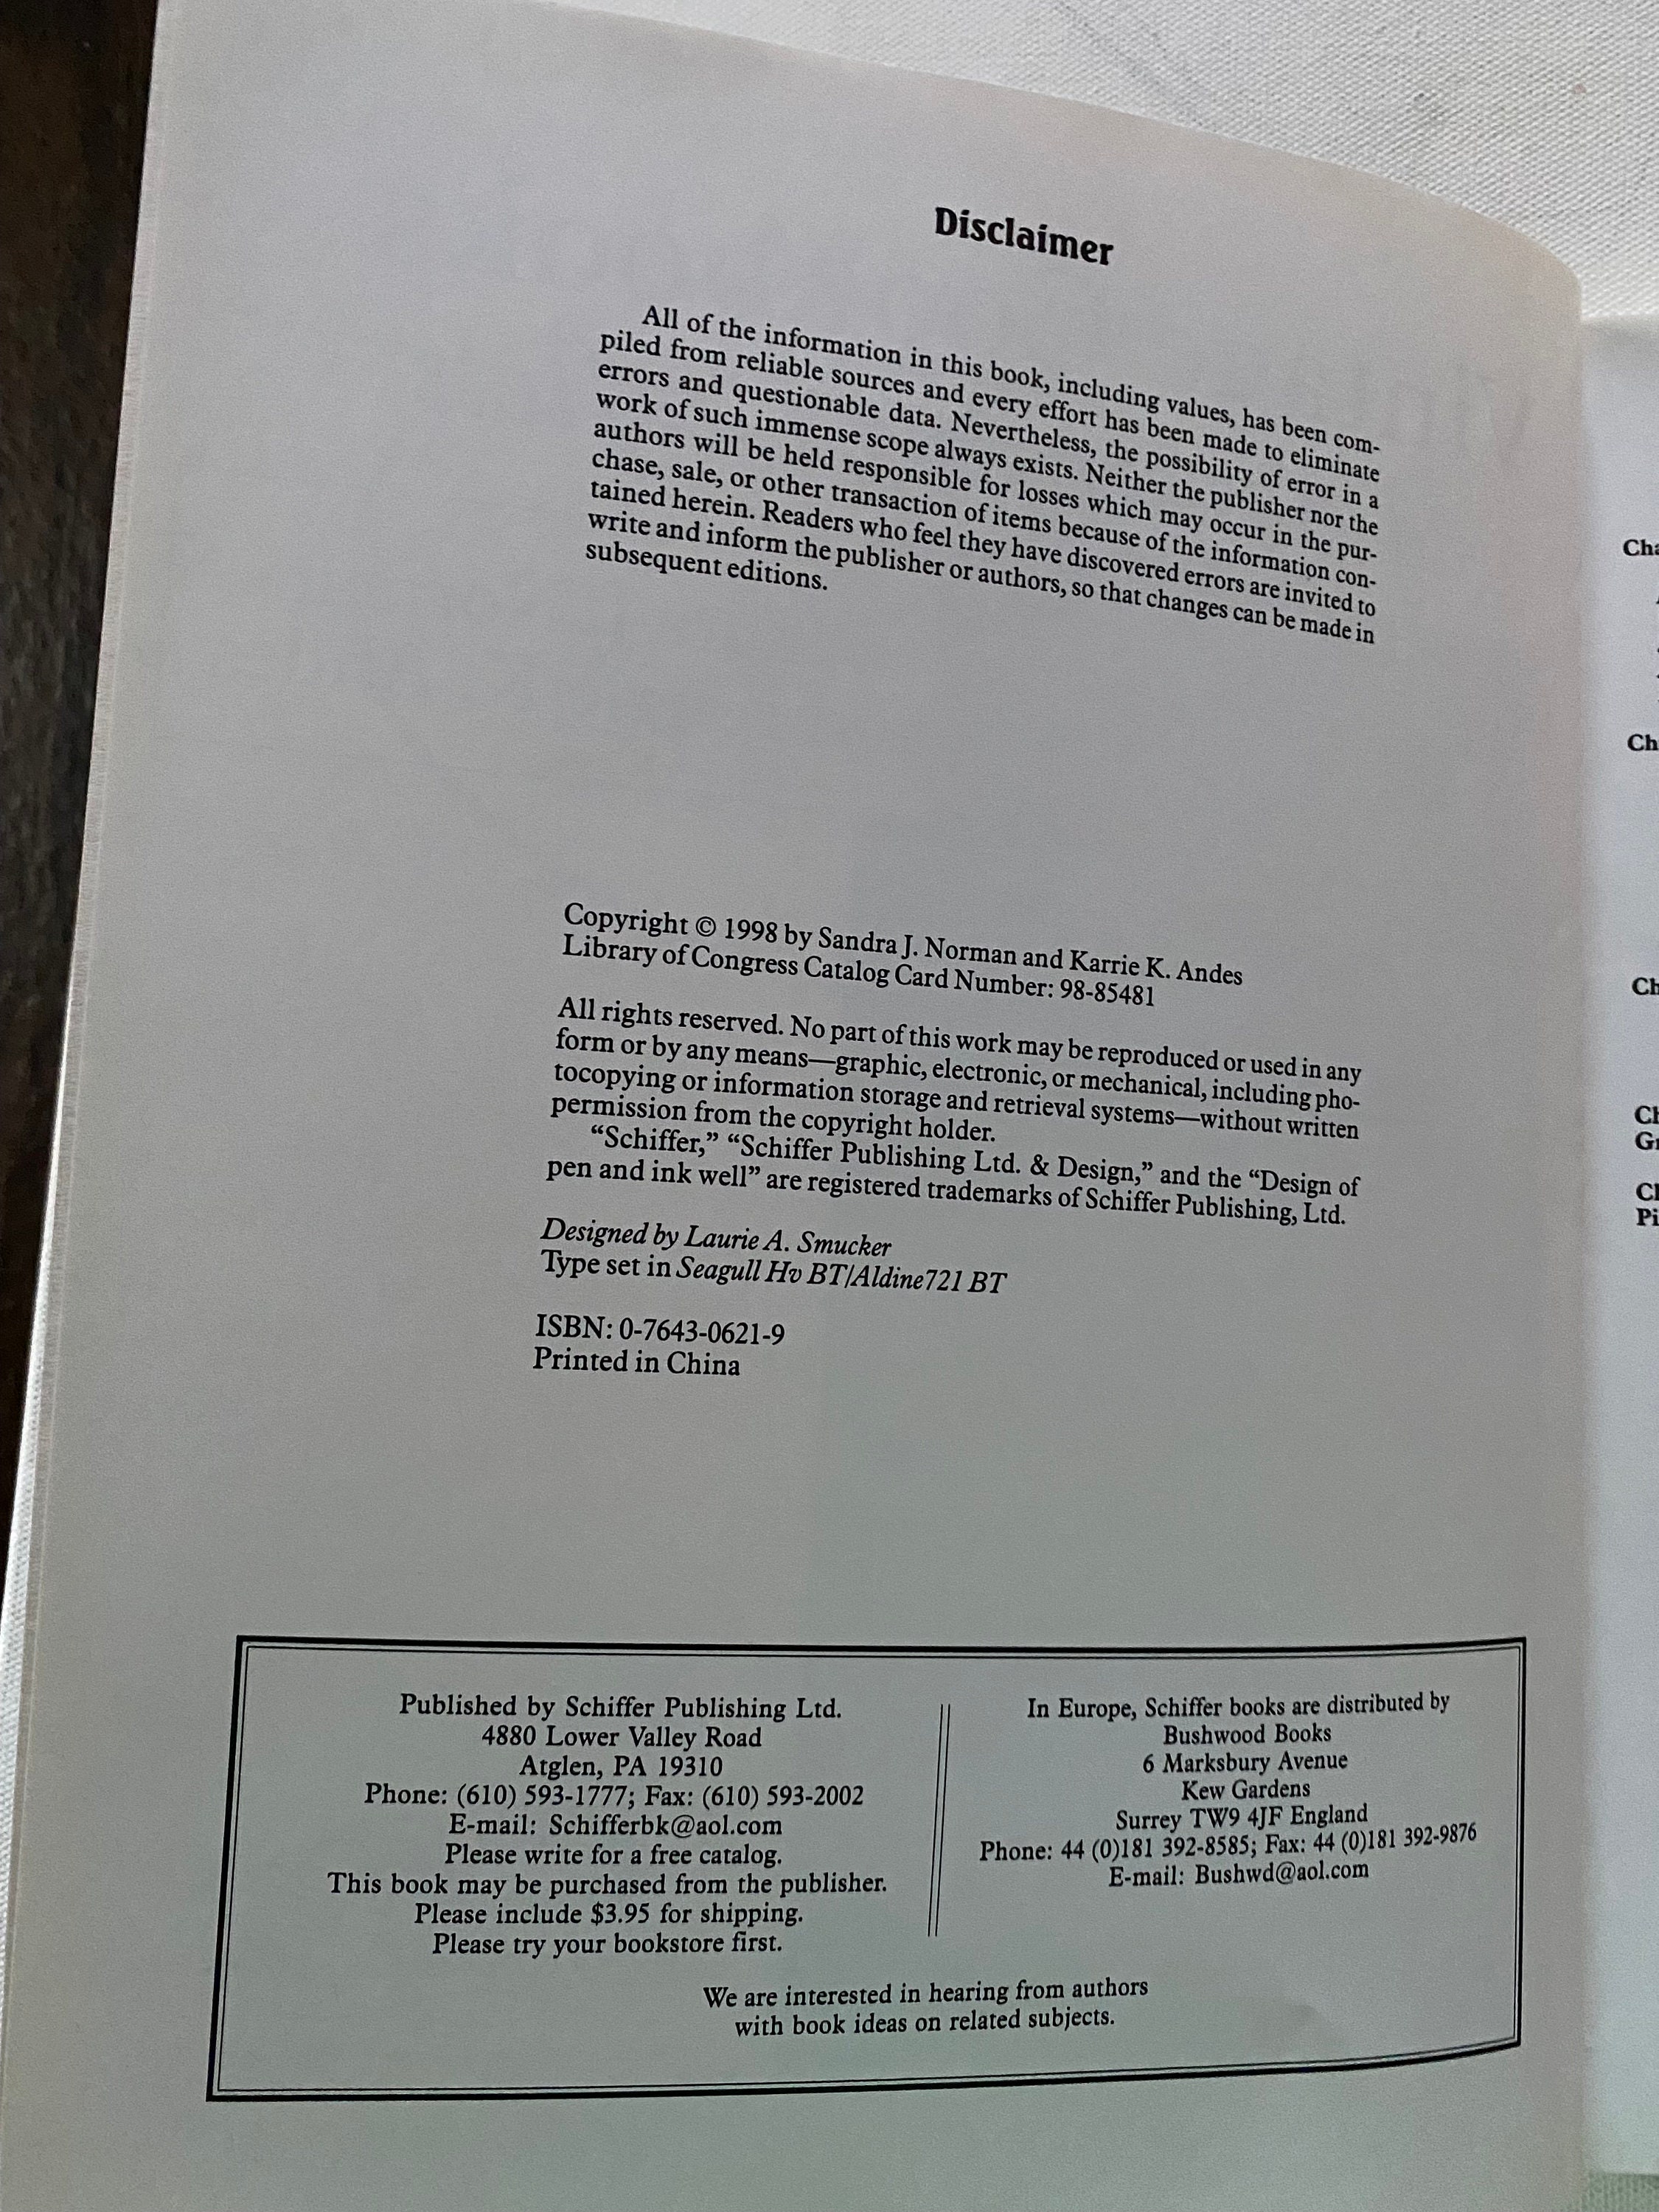 Disclaimer
All of the information in this book, including values, has been com-
piled from reliable sources and every effort has been made to eliminate
errors and questionable data. Nevertheless, the possibility of error in a
work of such immense scope always exists. Neither the publisher nor the
authors will be held responsible for losses which may occur in the pur-
chase, sale, or other transaction of items because of the information con-
tained herein. Readers who feel they have discovered errors are invited to
write and inform the publisher or authors, so that changes can be made in
subsequent editions.
Copyright © 1998 by Sandra J. Norman and Karrie K. Andes
Library of Congress Catalog Card Number: 98-85481
All rights reserved. No part of this work may be reproduced or used in any
form or by any means—graphic, electronic, or mechanical, including pho-
tocopying or information storage and retrieval systems—without written
permission from the copyright holder.
“Schiffer,” “Schiffer Publishing Ltd. & Design,” and the “Design of
pen and ink well” are registered trademarks of Schiffer Publishing, Ltd.
Designed by Laurie A. Smucker
Type set in Seagull Hv BT/Aldine721 BT
ISBN: 0-7643-0621-9
Printed in China
Published by Schiffer Publishing Ltd.
4880 Lower Valley Road
Atglen, PA 19310
Phone: (610) 593-1777; Fax: (610) 593-2002
E-mail: Schifferbk@aol.com
Please write for a free catalog.
This book may be purchased from the publisher.
Please include $3.95 for shipping.
Please try your bookstore first.
In Europe, Schiffer books are distributed by
Bushwood Books
6 Marksbury Avenue
Kew Gardens
Surrey TW9 4JF England
Phone: 44 (0)181 392-8585; Fax: 44 (0)181 392-9876
E-mail: Bushwd@aol.com
We are interested in hearing from authors
with book ideas on related subjects.